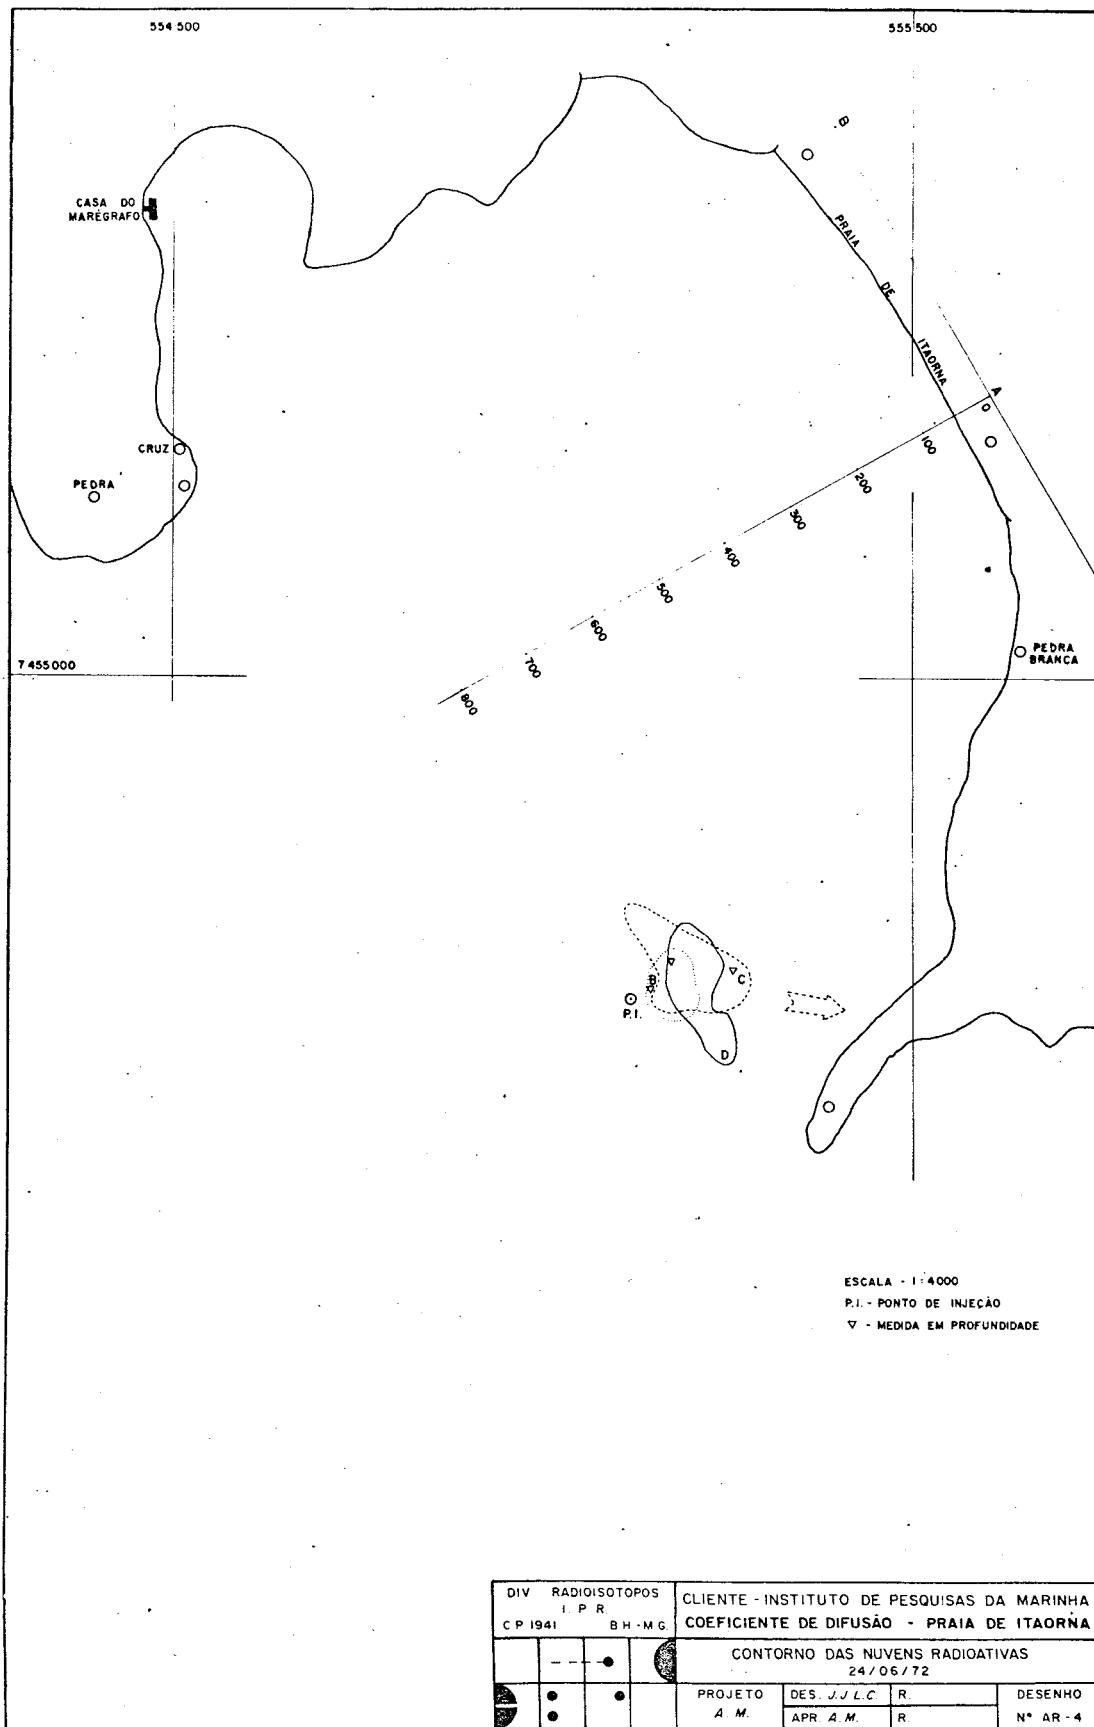 554 500
555 500
B
CASA DO
MARÉGRAFO
PRAIA DE ITAORNA
A
0
100
200
300
400
500
600
700
800
CRUZ
PEDRA
7 455 000
PEDRA
BRANCA
B
C
P.I.
D
ESCALA - 1:4000
P.I. - PONTO DE INJEÇÃO
▽ - MEDIDA EM PROFUNDIDADE
DIV RADIOISOTOPOS
I. P. R.
C P 1941 B H - M G.
CLIENTE - INSTITUTO DE PESQUISAS DA MARINHA
COEFICIENTE DE DIFUSÃO - PRAIA DE ITAORNA
CONTORNO DAS NUVENS RADIOATIVAS
24/06/72
PROJETO
A. M.
DES. J.J L.C.
R.
APR. A. M.
R.
DESENHO
Nº AR - 4